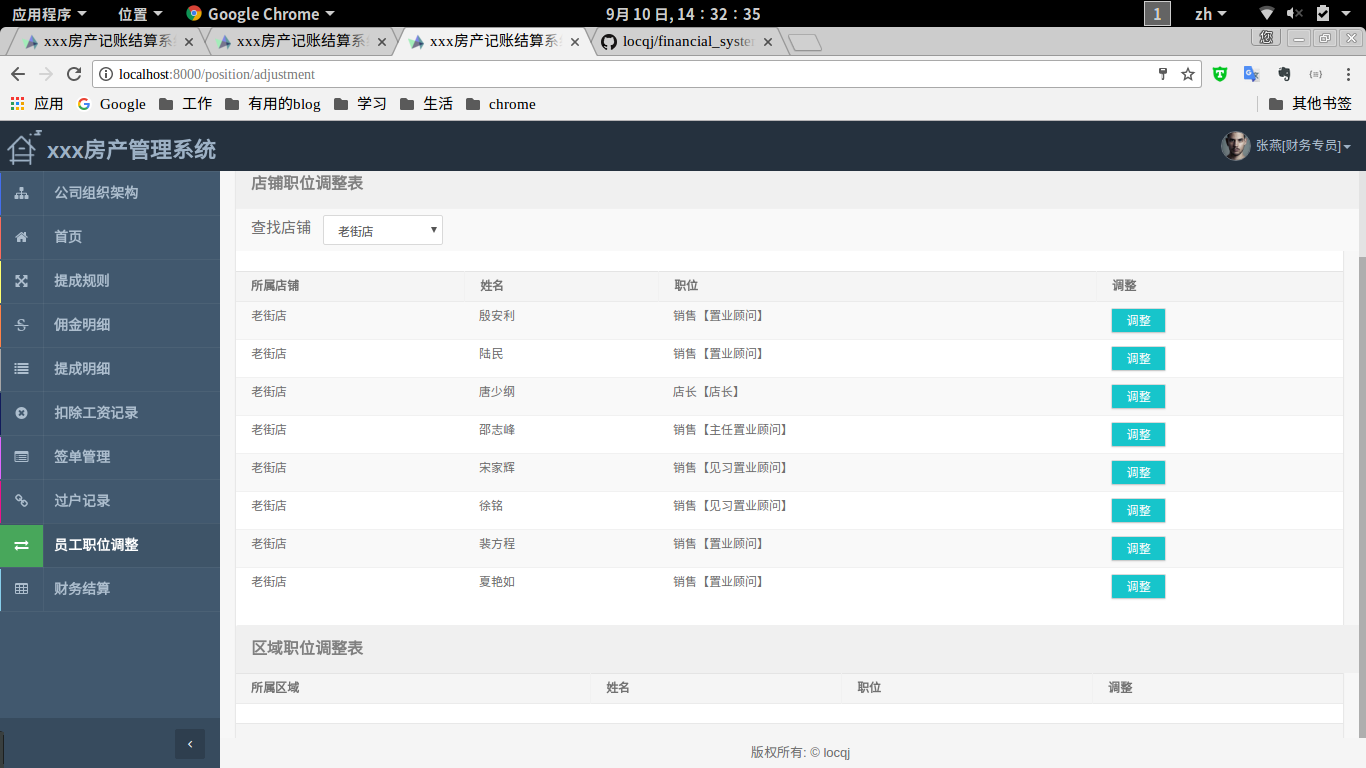 应用程序 位置 Google Chrome 9月 10 日, 14：32：35 1 zh
xxx房产记账结算系 xxx房产记账结算系 xxx房产记账结算系 locqj/financial_syste 您
localhost:8000/position/adjustment
应用 Google 工作 有用的blog 学习 生活 chrome 其他书签
xxx房产管理系统 张燕[财务专员]
公司组织架构
首页
提成规则
佣金明细
提成明细
扣除工资记录
签单管理
过户记录
员工职位调整
财务结算
店铺职位调整表
查找店铺 老街店
所属店铺 姓名 职位 调整
老街店 殷安利 销售【置业顾问】 调整
老街店 陆民 销售【置业顾问】 调整
老街店 唐少纲 店长【店长】 调整
老街店 邵志峰 销售【主任置业顾问】 调整
老街店 宋家辉 销售【见习置业顾问】 调整
老街店 徐铭 销售【见习置业顾问】 调整
老街店 裴方程 销售【置业顾问】 调整
老街店 夏艳如 销售【置业顾问】 调整
区域职位调整表
所属区域 姓名 职位 调整
版权所有: © locqj